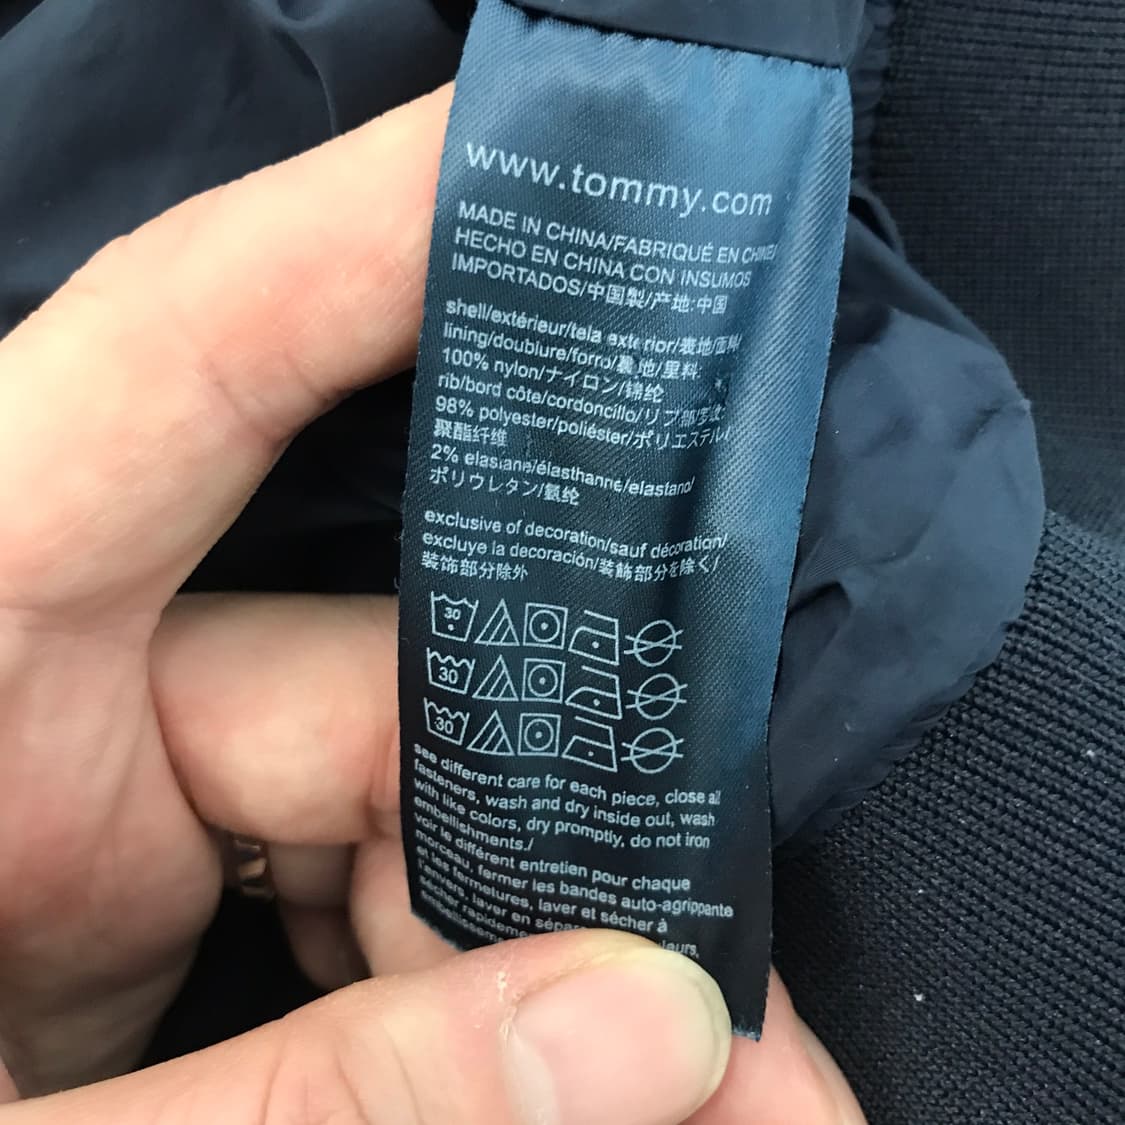 www.tommy.com
MADE IN CHINA/FABRIQUÉ EN CHINE/
HECHO EN CHINA CON INSUMOS
IMPORTADOS/中国製/产地:中国
shell/extérieur/tela exterior/表地/面料
lining/doublure/forro/裏地/里料:
100% nylon/ナイロン/锦纶
rib/bord côte/cordoncillo/リブ部分
98% polyester/poliéster/ポリエステル/
聚酯纤维
2% elastane/élasthanne/elastano/
ポリウレタン/氨纶
exclusive of decoration/sauf décoration/
excluye la decoración/装飾部分を除く/
装饰部分除外
30
30
30
see different care for each piece, close all
fasteners, wash and dry inside out, wash
with like colors, dry promptly, do not iron
embellishments./
voir le différent entretien pour chaque
morceau, fermer les bandes auto-agrippante
et les fermetures, laver et sécher à
l'envers, laver en
sécher